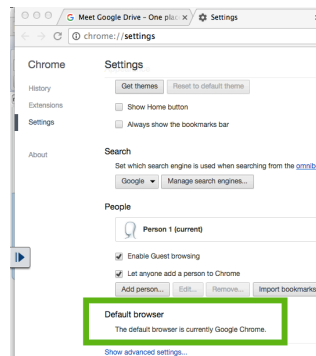 Meet Google Drive – One plac
Settings
chrome://settings
Chrome
Settings
History
Extensions
Settings
About
Get themes
Reset to default theme
Show Home button
Always show the bookmarks bar
Search
Set which search engine is used when searching from the omnib
Google
Manage search engines...
People
Person 1 (current)
Enable Guest browsing
Let anyone add a person to Chrome
Add person...
Edit...
Remove...
Import bookmarks
Default browser
The default browser is currently Google Chrome.
Show advanced settings...